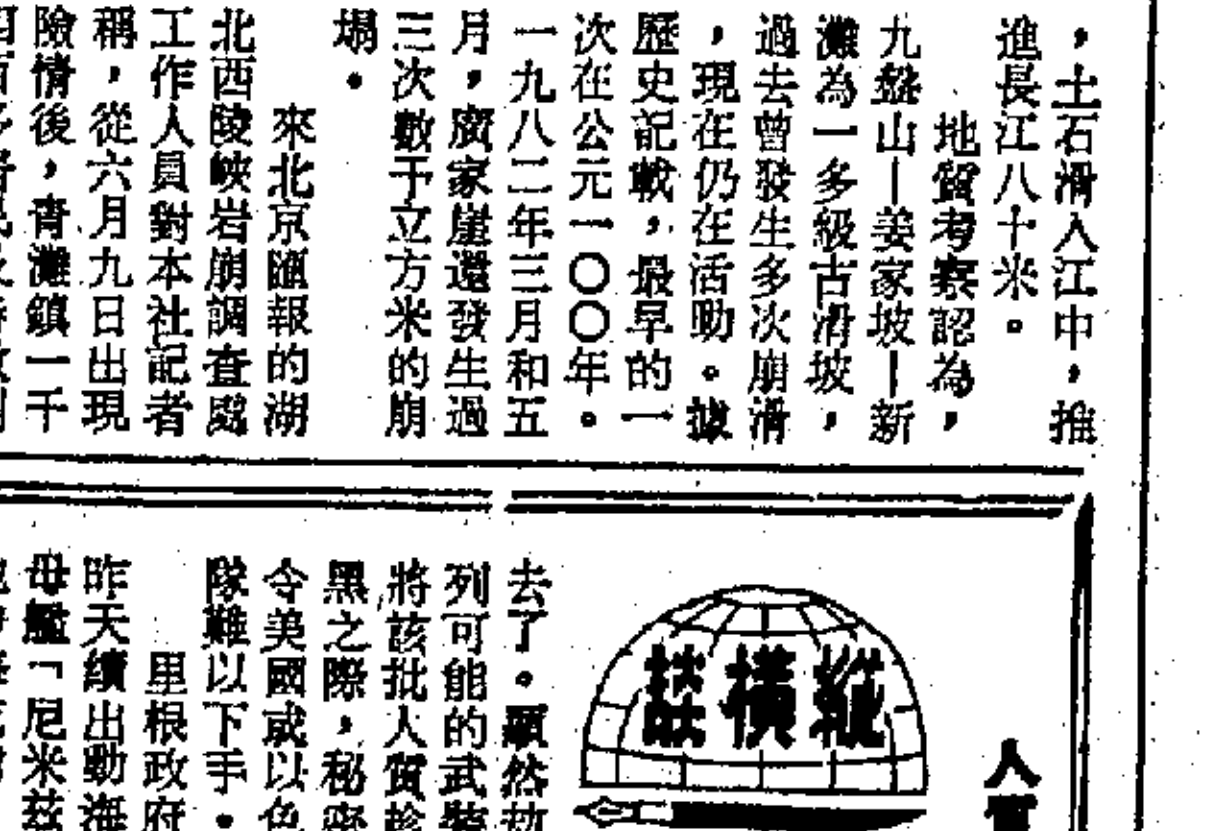 ，土石滑入江中，推
進長江八十米。
地質考察認為，
九盤山—姜家坡—新
灘為一多級古滑坡，
過去曾發生多次崩滑
，現在仍在活動。據
歷史記載，最早的一
次在公元一〇〇年。
一九八二年三月和五
月，廣家崖還發生過
三次數千立方米的崩
塌。
來北京匯報的湖
北西陵峽岩崩調查處
工作人員對本社記者
稱，從六月九日出現
險情後，青灘鎮一千
縱橫談
人質
去了。顯然劫
列可能的武裝
將該批人質趁
黑之際，秘密
令美國或以色
隊難以下手。
里根政府
昨天續出動海
母艦「尼米茲